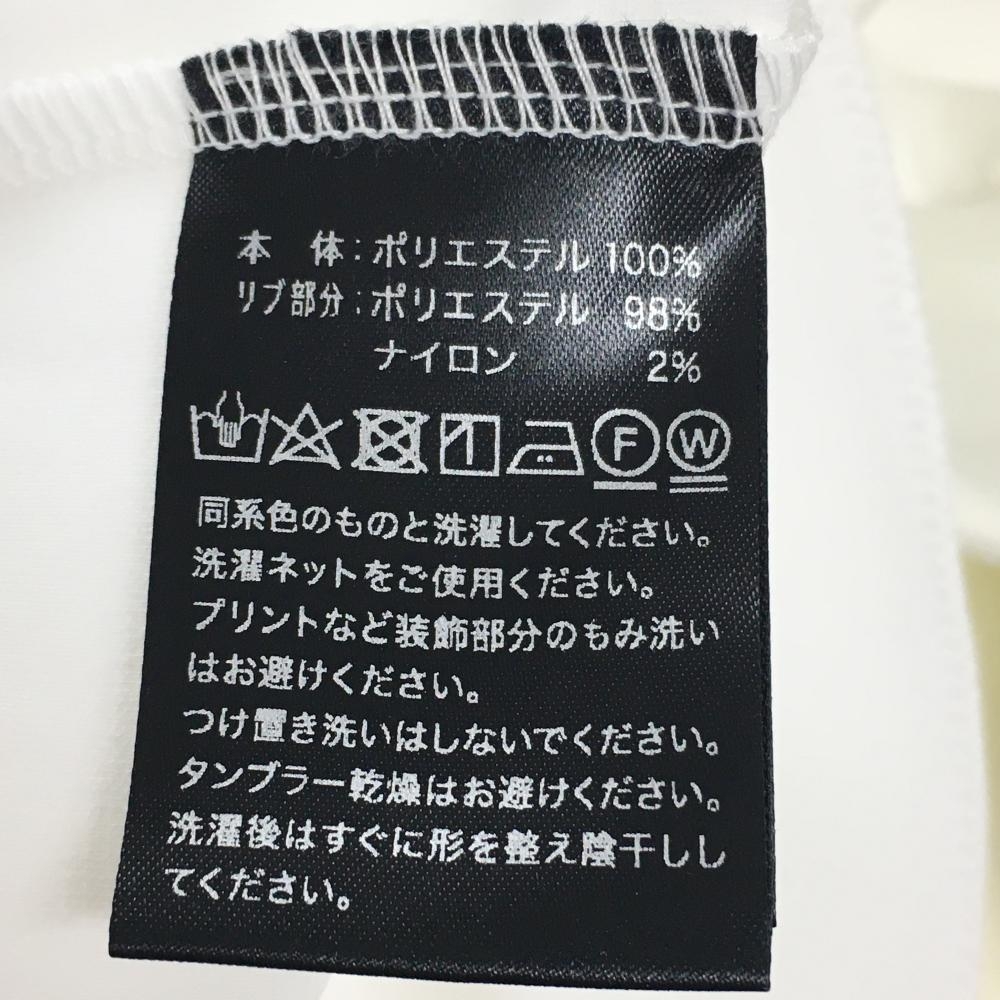 本　体：ポリエステル 100%
リブ部分：ポリエステル 98%
ナイロン 2%
F W
同系色のものと洗濯してください。
洗濯ネットをご使用ください。
プリントなど装飾部分のもみ洗い
はお避けください。
つけ置き洗いはしないでください。
タンブラー乾燥はお避けください。
洗濯後はすぐに形を整え陰干しし
てください。